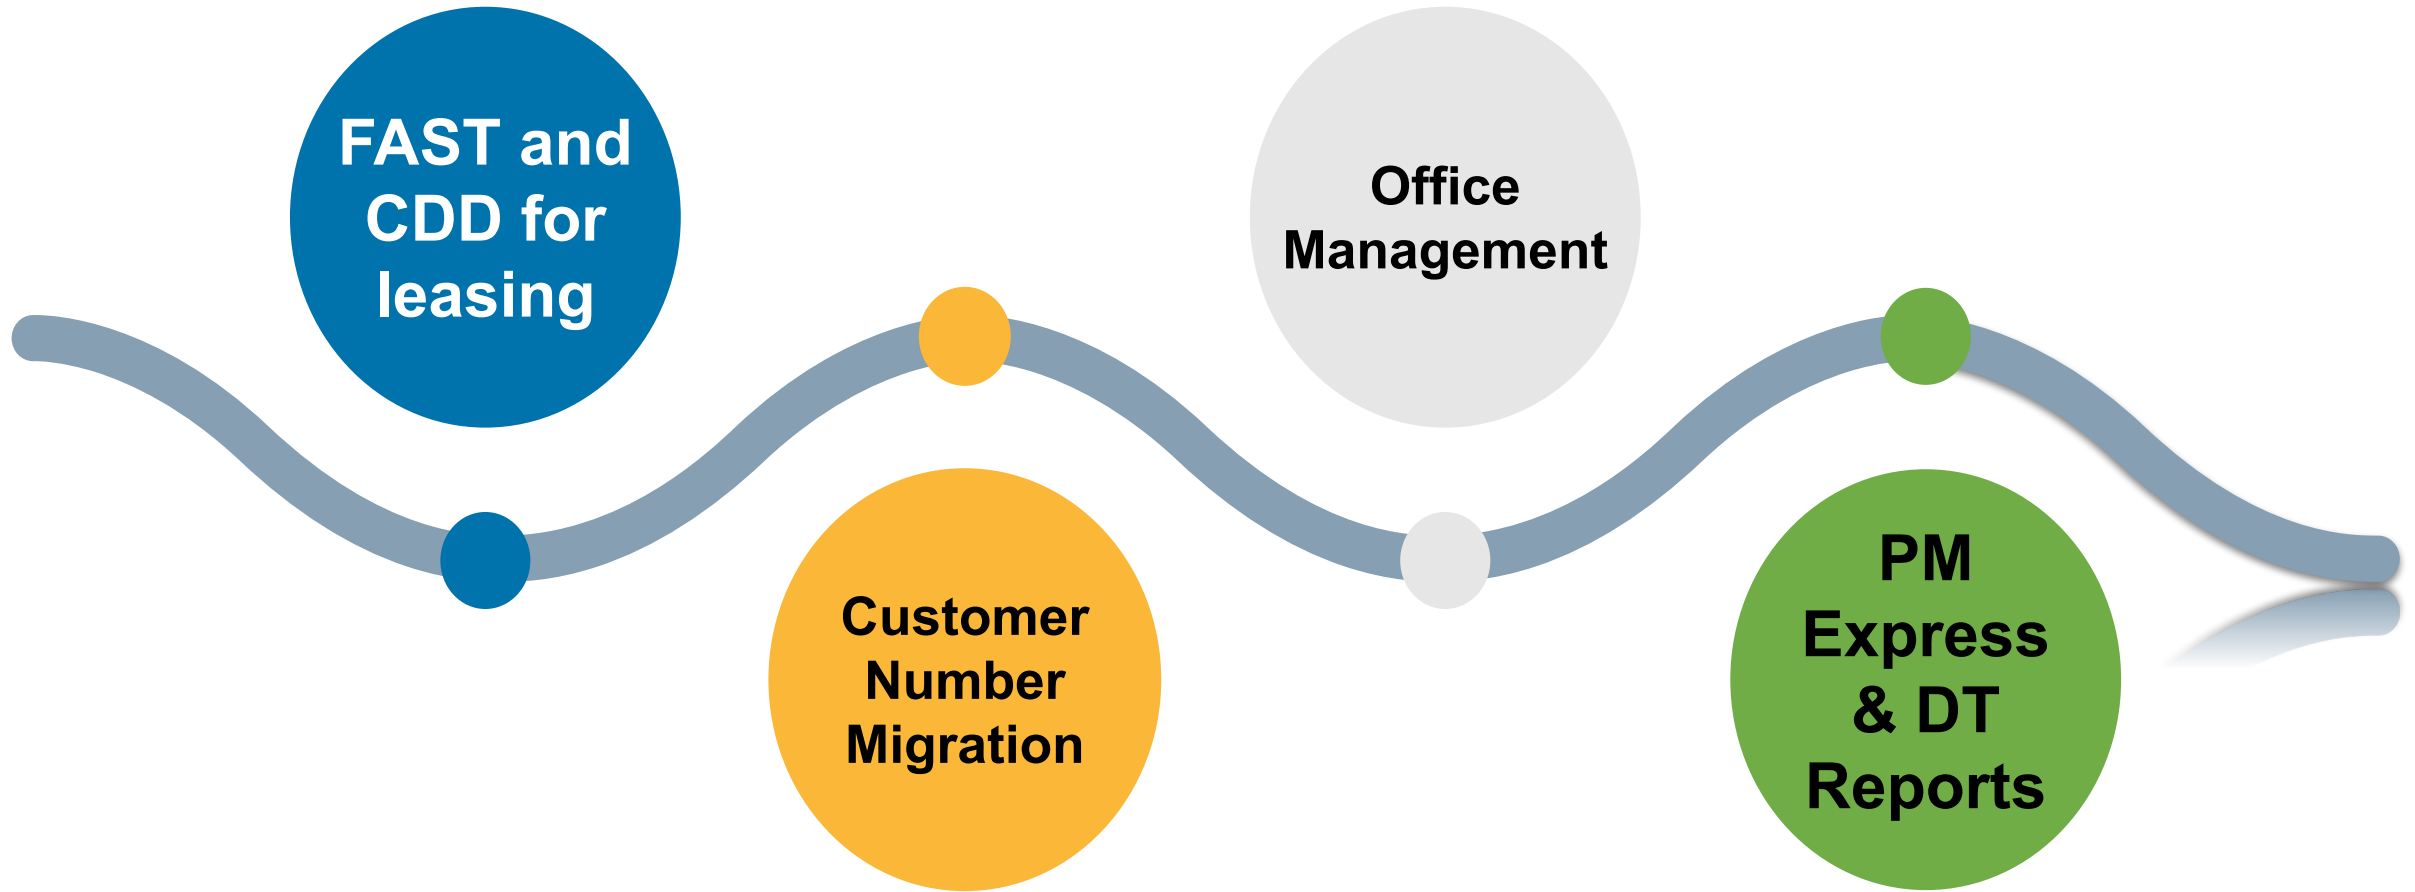 FAST and
CDD for
leasing
Customer
Number
Migration
Office
Management
PM
Express
& DT
Reports